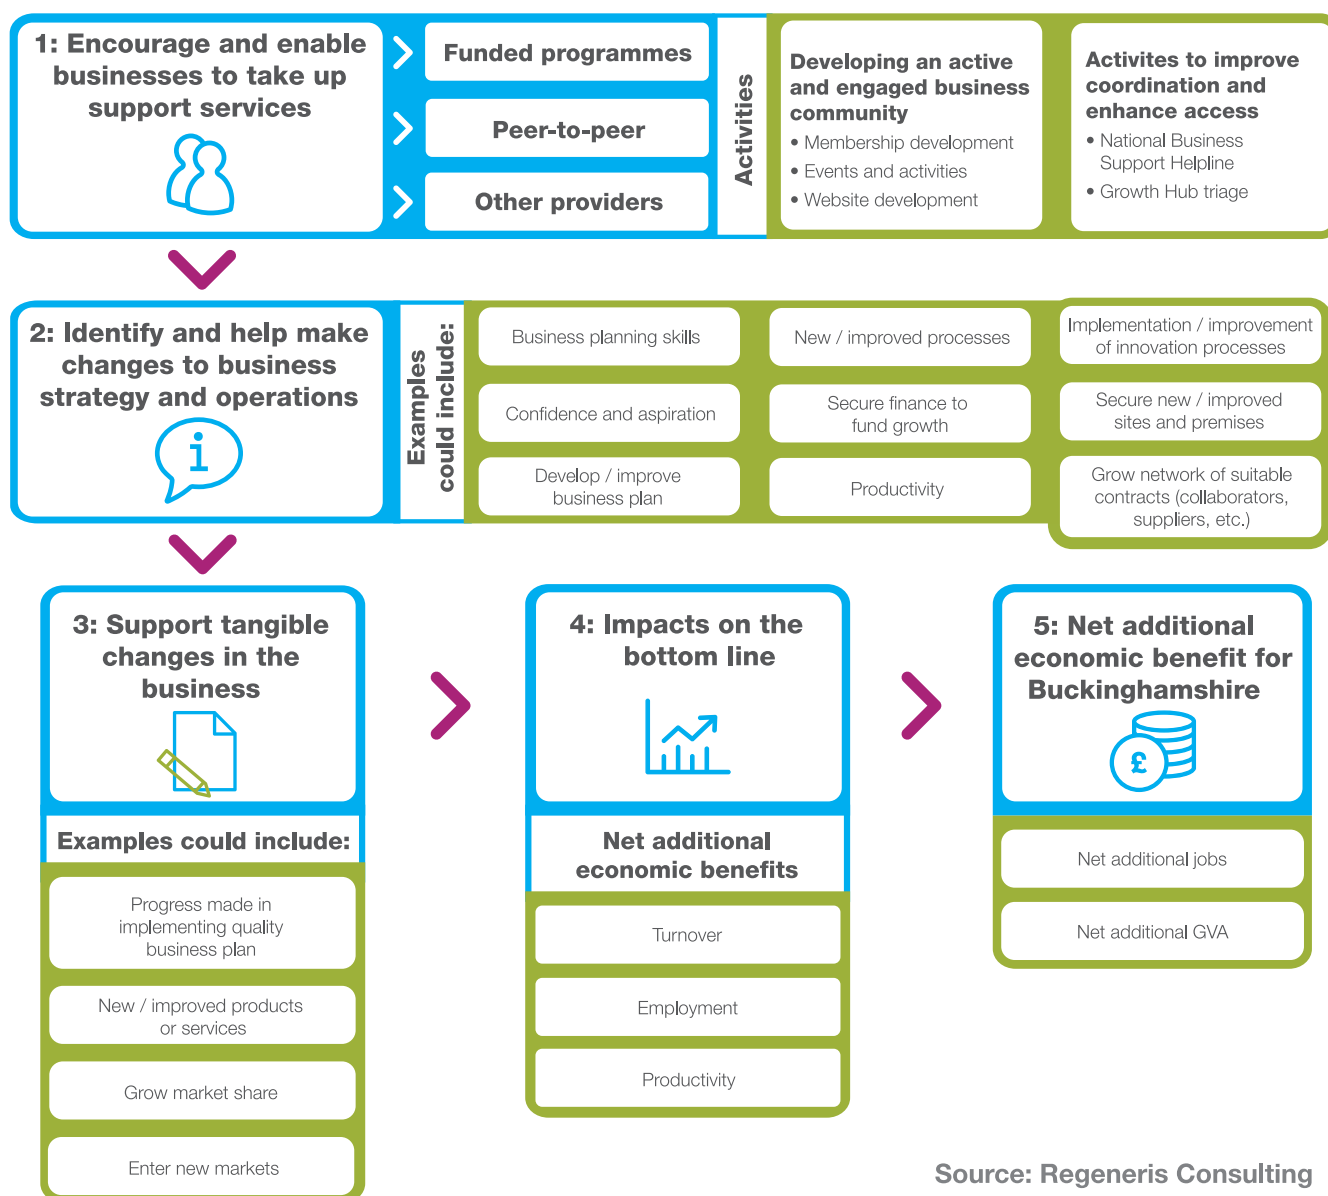 1: Encourage and enable
businesses to take up
support services
Funded programmes
Peer-to-peer
Other providers
Activities
Developing an active
and engaged business
community
• Membership development
• Events and activities
• Website development
Activites to improve
coordination and
enhance access
• National Business
Support Helpline
• Growth Hub triage
2: Identify and help make
changes to business
strategy and operations
i
Examples
could include:
Business planning skills
New / improved processes
Implementation / improvement
of innovation processes
Confidence and aspiration
Secure finance to
fund growth
Secure new / improved
sites and premises
Develop / improve
business plan
Productivity
Grow network of suitable
contracts (collaborators,
suppliers, etc.)
3: Support tangible
changes in the
business
Examples could include:
Progress made in
implementing quality
business plan
New / improved products
or services
Grow market share
Enter new markets
4: Impacts on the
bottom line
Net additional
economic benefits
Turnover
Employment
Productivity
5: Net additional
economic benefit for
Buckinghamshire
£
Net additional jobs
Net additional GVA
Source: Regeneris Consulting